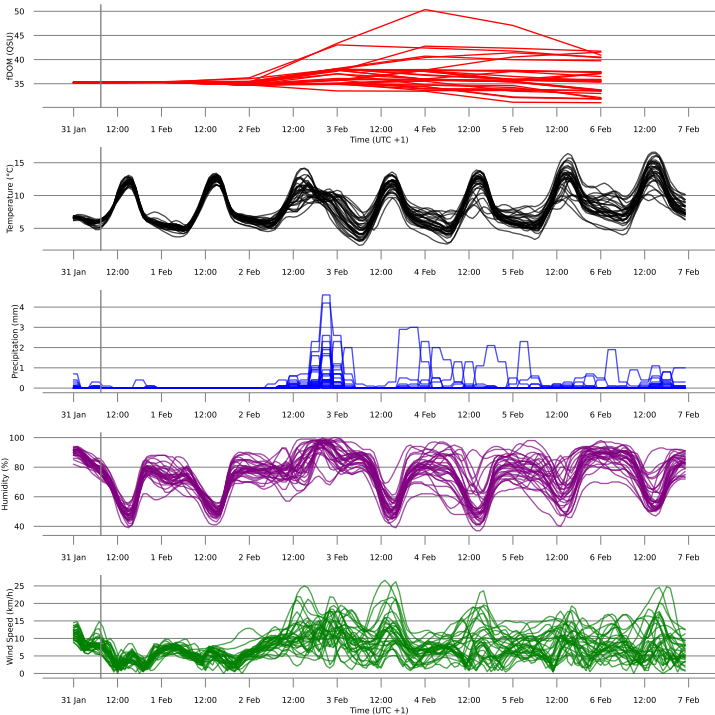 fDOM (QSU)
50
45
40
35
31 Jan 12:00 1 Feb 12:00 2 Feb 12:00 3 Feb 12:00 4 Feb 12:00 5 Feb 12:00 6 Feb 12:00 7 Feb
Time (UTC +1)
Temperature (°C)
15
10
5
31 Jan 12:00 1 Feb 12:00 2 Feb 12:00 3 Feb 12:00 4 Feb 12:00 5 Feb 12:00 6 Feb 12:00 7 Feb
Precipitation (mm)
4
3
2
1
0
31 Jan 12:00 1 Feb 12:00 2 Feb 12:00 3 Feb 12:00 4 Feb 12:00 5 Feb 12:00 6 Feb 12:00 7 Feb
Humidity (%)
100
80
60
40
31 Jan 12:00 1 Feb 12:00 2 Feb 12:00 3 Feb 12:00 4 Feb 12:00 5 Feb 12:00 6 Feb 12:00 7 Feb
Wind Speed (km/h)
25
20
15
10
5
0
31 Jan 12:00 1 Feb 12:00 2 Feb 12:00 3 Feb 12:00 4 Feb 12:00 5 Feb 12:00 6 Feb 12:00 7 Feb
Time (UTC +1)